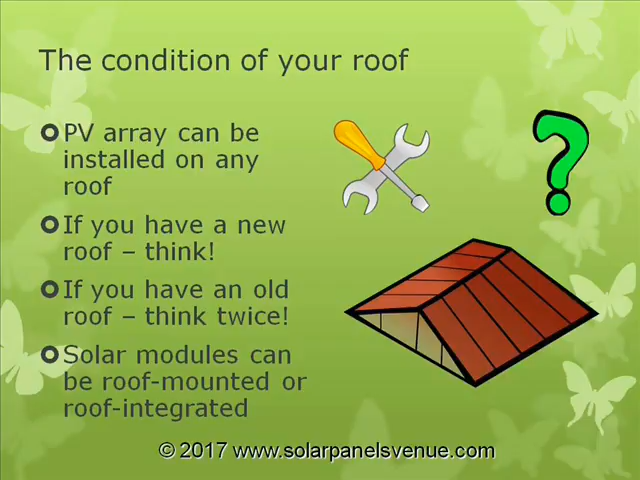 The condition of your roof
PV array can be
installed on any
roof
If you have a new
roof – think!
If you have an old
roof – think twice!
Solar modules can
be roof-mounted or
roof-integrated
© 2017 www.solarpanelsvenue.com